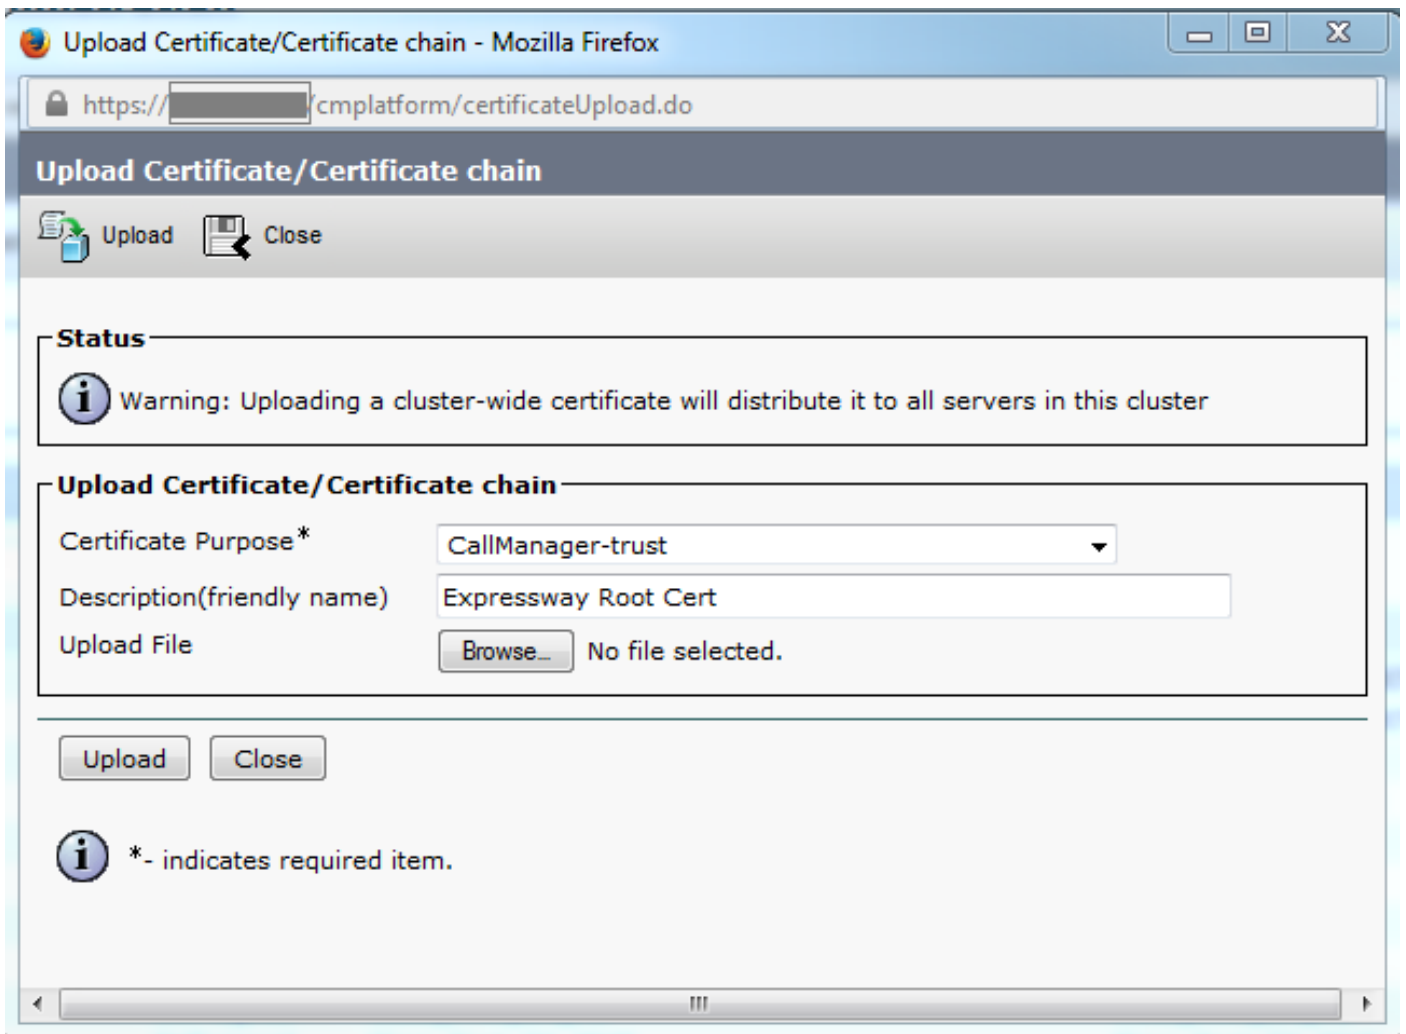 Upload Certificate/Certificate chain - Mozilla Firefox
https:// /cmplatform/certificateUpload.do
Upload Certificate/Certificate chain
Upload Close
Status
Warning: Uploading a cluster-wide certificate will distribute it to all servers in this cluster
Upload Certificate/Certificate chain
Certificate Purpose* CallManager-trust
Description(friendly name) Expressway Root Cert
Upload File Browse... No file selected.
Upload Close
*- indicates required item.